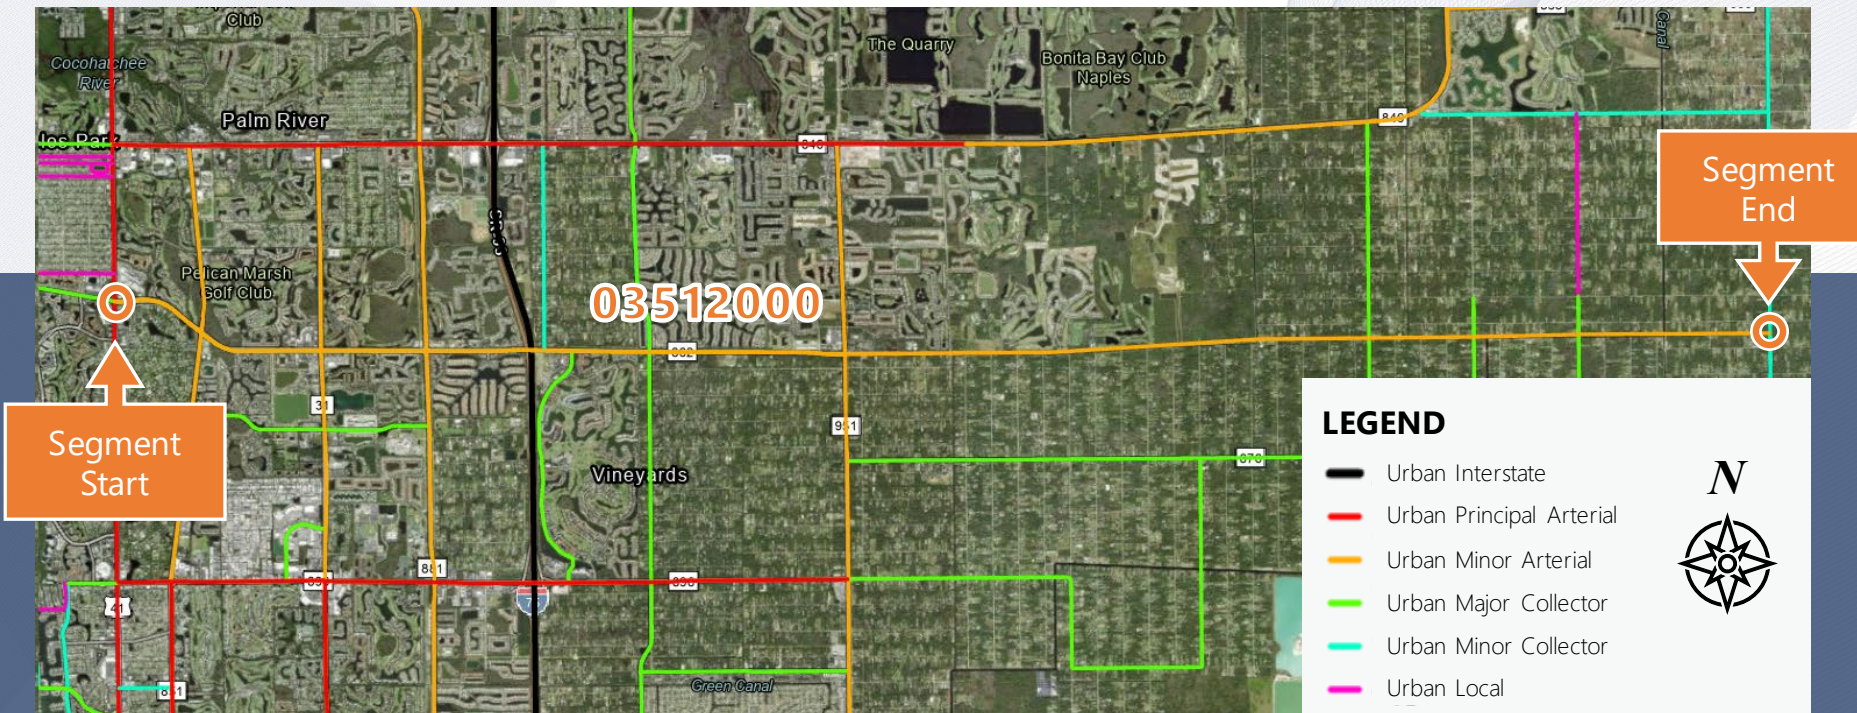 Club
Cocohatchee
River
The Quarry
Bonita Bay Club
Naples
Canal
Palm River
846
846
Segment
End
Pelican Marsh
Golf Club
03512000
862
31
951
Segment
Start
Vineyards
876
881
896
41
75
851
Green Canal
LEGEND
N
Urban Interstate
Urban Principal Arterial
Urban Minor Arterial
Urban Major Collector
Urban Minor Collector
Urban Local